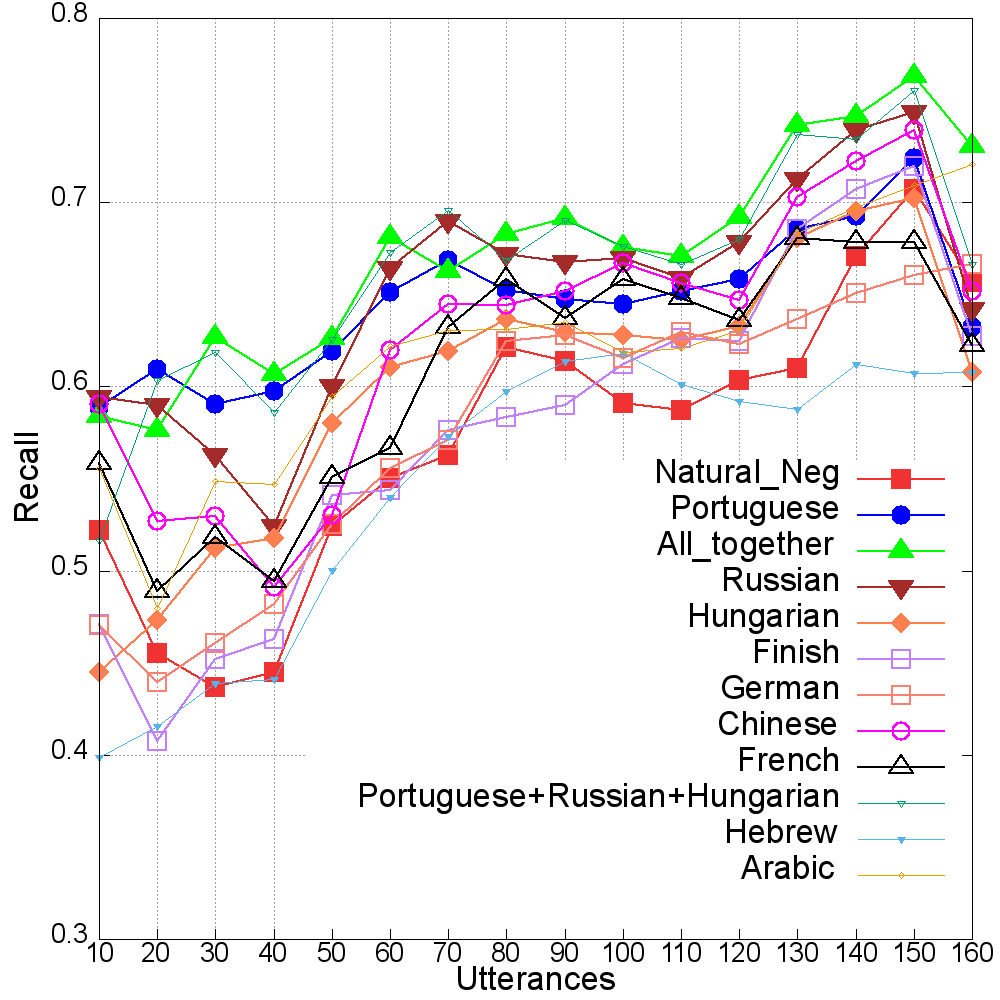 0.8
0.7
0.6
0.5
0.4
0.3
Recall
Natural_Neg
Portuguese
All_together
Russian
Hungarian
Finish
German
Chinese
French
Portuguese+Russian+Hungarian
Hebrew
Arabic
10 20 30 40 50 60 70 80 90 100 110 120 130 140 150 160
Utterances